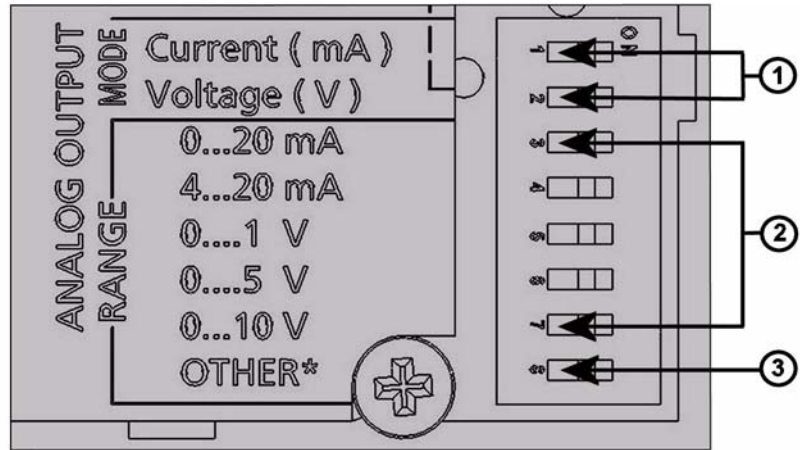 ANALOG OUTPUT
MODE
Current ( mA )
Voltage ( V )
RANGE
0...20 mA
4...20 mA
0....1 V
0....5 V
0...10 V
OTHER*
ON
1
2
3
4
5
6
7
8
1
2
3